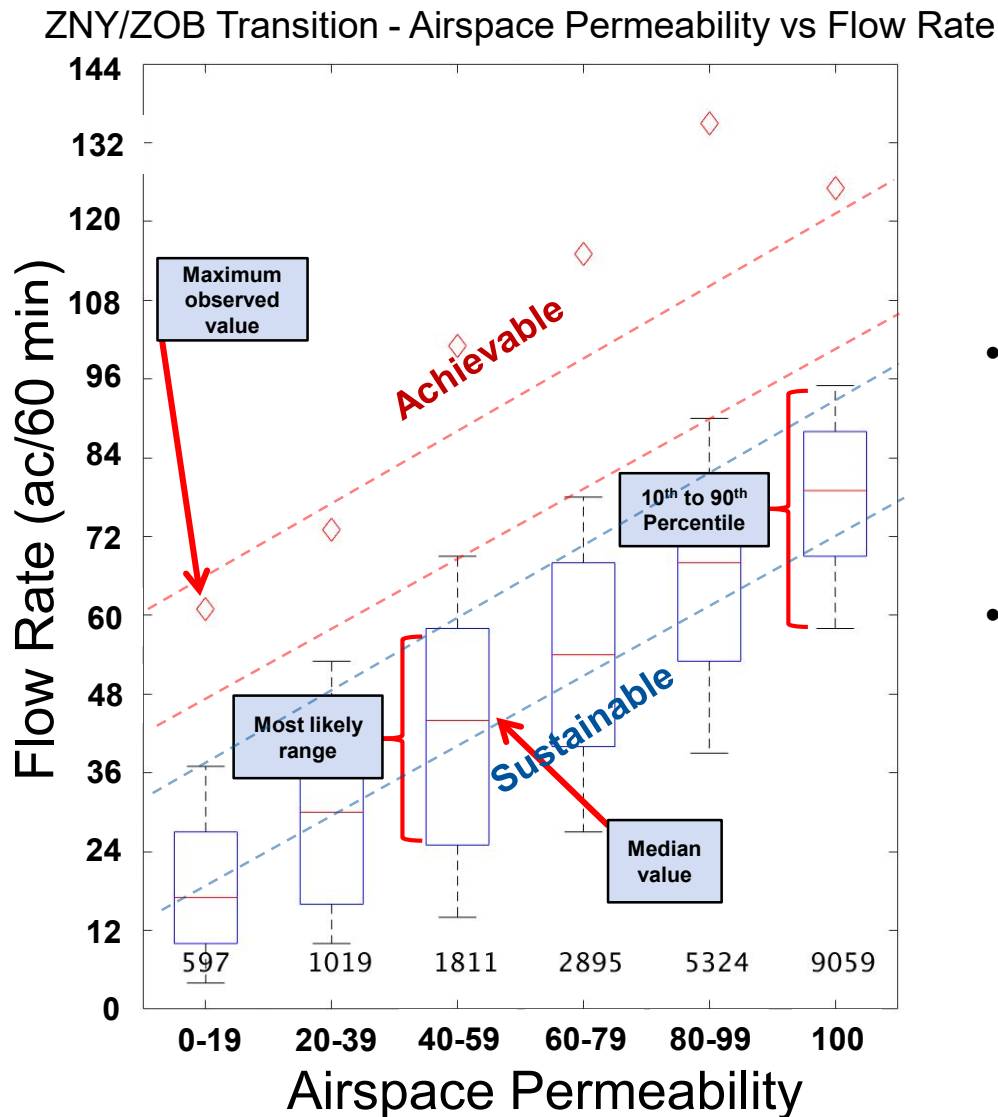 ZNY/ZOB Transition - Airspace Permeability vs Flow Rate
144
132
120
108
96
84
72
60
48
36
24
12
0
Flow Rate (ac/60 min)
Maximum
observed
value
Achievable
•
10th to 90th
Percentile
•
Most likely
range
Sustainable
Median
value
597 1019 1811 2895 5324 9059
0-19 20-39 40-59 60-79 80-99 100
Airspace Permeability